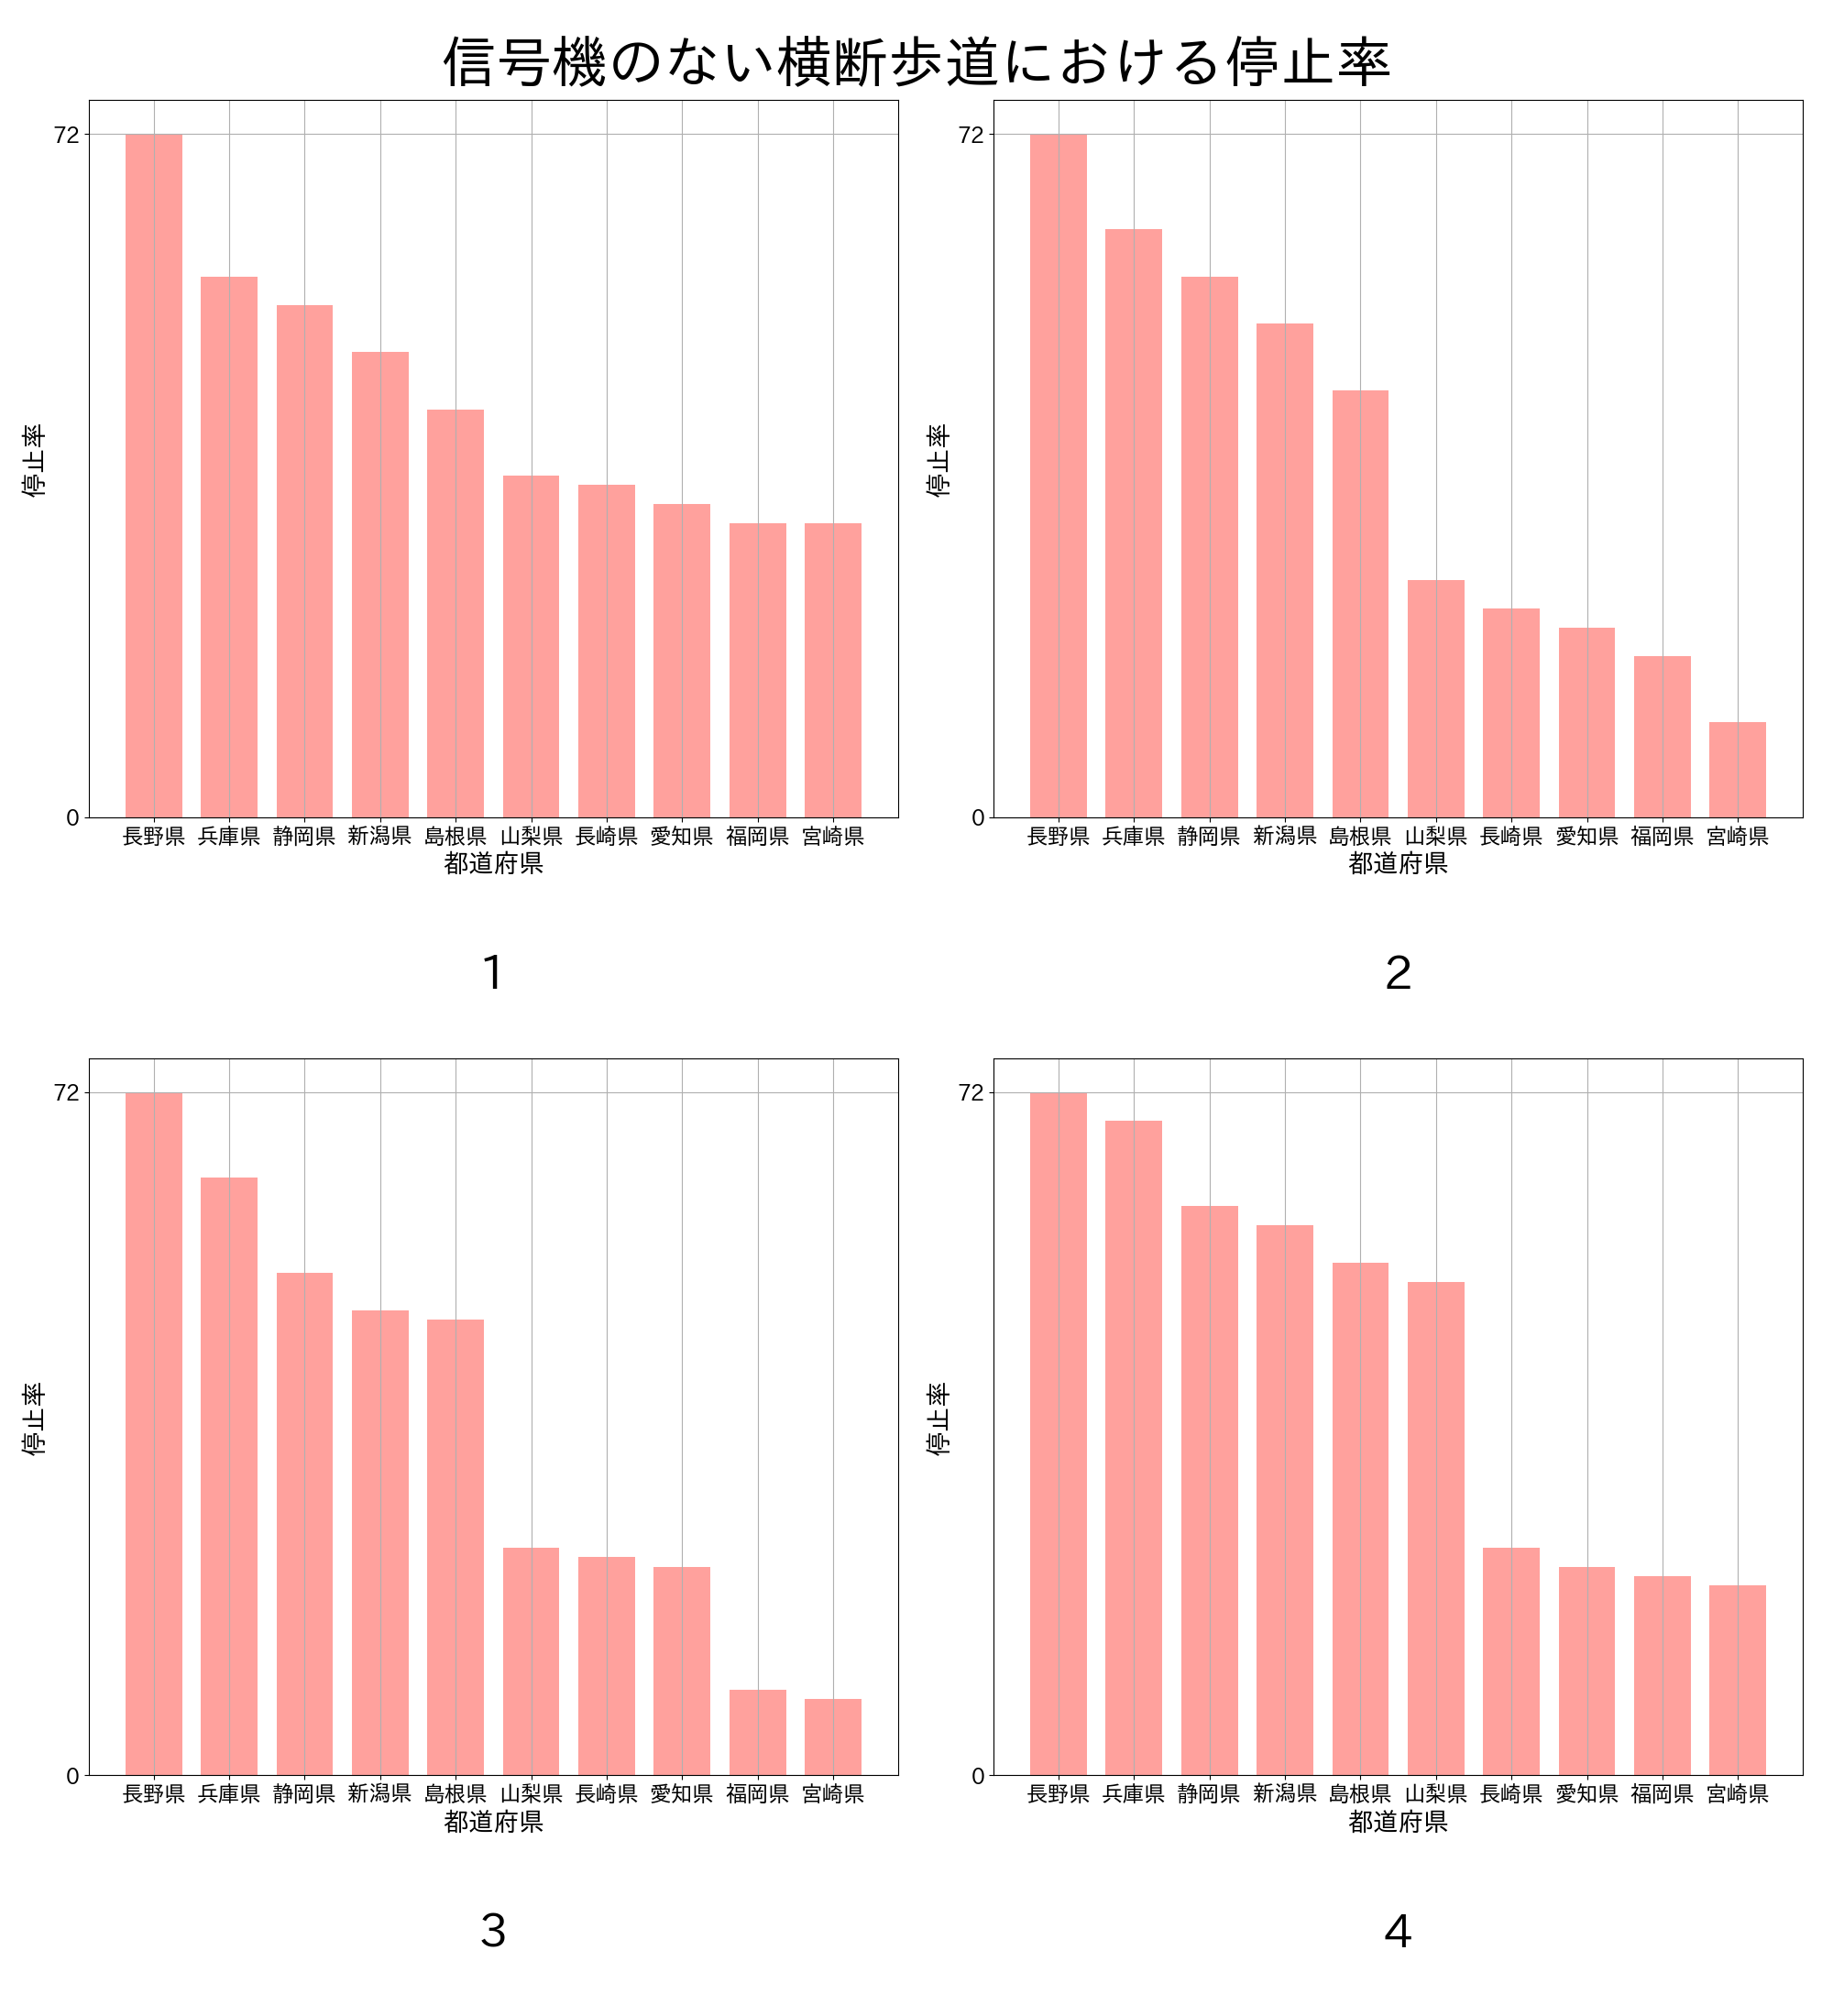 信号機のない横断歩道における停止率
72
0
停止率
長野県 兵庫県 静岡県 新潟県 島根県 山梨県 長崎県 愛知県 福岡県 宮崎県
都道府県
1
72
0
停止率
長野県 兵庫県 静岡県 新潟県 島根県 山梨県 長崎県 愛知県 福岡県 宮崎県
都道府県
2
72
0
停止率
長野県 兵庫県 静岡県 新潟県 島根県 山梨県 長崎県 愛知県 福岡県 宮崎県
都道府県
3
72
0
停止率
長野県 兵庫県 静岡県 新潟県 島根県 山梨県 長崎県 愛知県 福岡県 宮崎県
都道府県
4